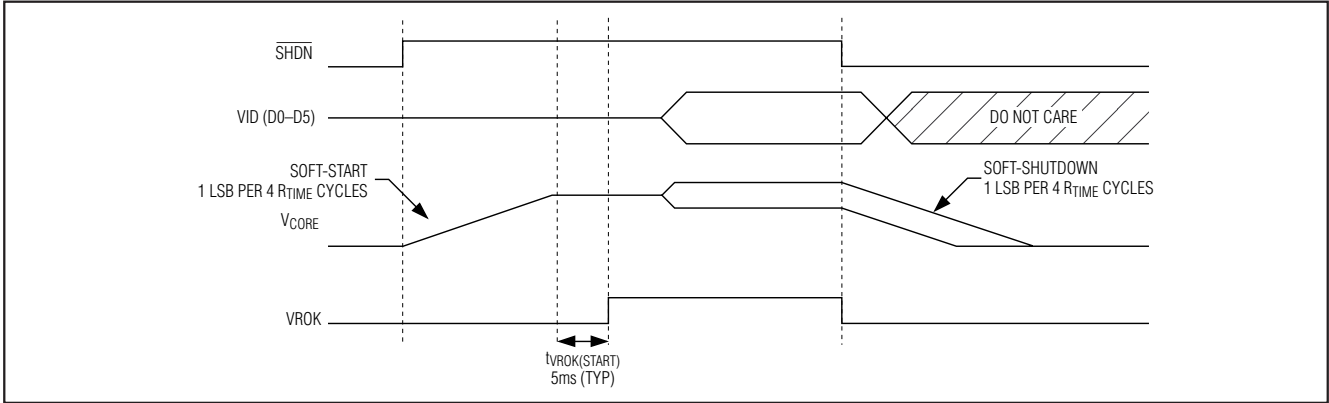 SHDN
VID (D0–D5)
DO NOT CARE
SOFT-START
1 LSB PER 4 RTIME CYCLES
SOFT-SHUTDOWN
1 LSB PER 4 RTIME CYCLES
VCORE
VROK
tVROK(START)
5ms (TYP)